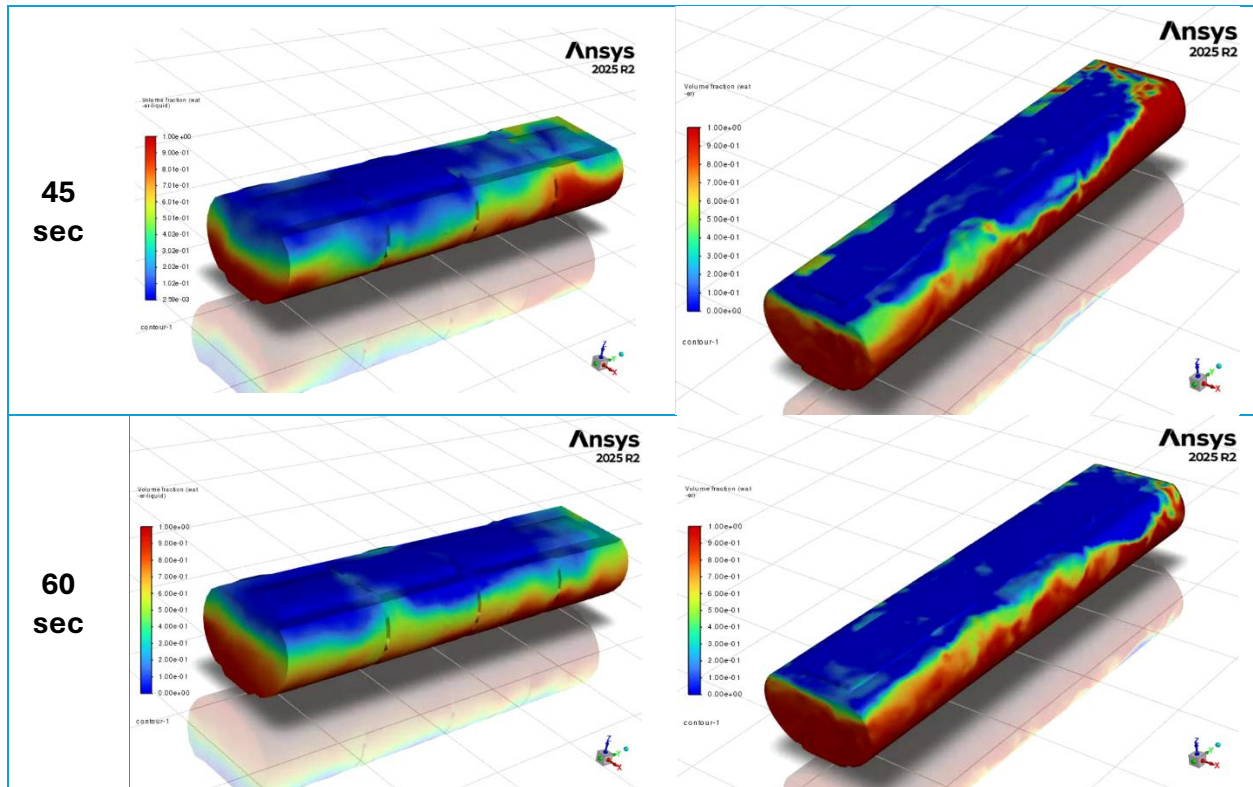 45
sec
Ansys
2025 R2
Volume fraction (wat
-er-liquid)
1.00e+00
9.00e-01
8.01e-01
7.01e-01
6.01e-01
5.01e-01
4.02e-01
3.02e-01
2.02e-01
1.02e-01
2.59e-03
contour-1
Z
Y
X
Ansys
2025 R2
Volume fraction (wat
-er)
1.00e+00
9.00e-01
8.00e-01
7.00e-01
6.00e-01
5.00e-01
4.00e-01
3.00e-01
2.00e-01
1.00e-01
0.00e+00
contour-1
Z
Y
X
60
sec
Ansys
2025 R2
Volume fraction (wat
-er-liquid)
1.00e+00
9.00e-01
8.00e-01
7.00e-01
6.00e-01
5.00e-01
4.00e-01
3.00e-01
2.00e-01
1.00e-01
0.00e+00
contour-1
Z
Y
X
Ansys
2025 R2
Volume fraction (wat
-er)
1.00e+00
9.00e-01
8.00e-01
7.00e-01
6.00e-01
5.00e-01
4.00e-01
3.00e-01
2.00e-01
1.00e-01
0.00e+00
contour-1
Z
Y
X